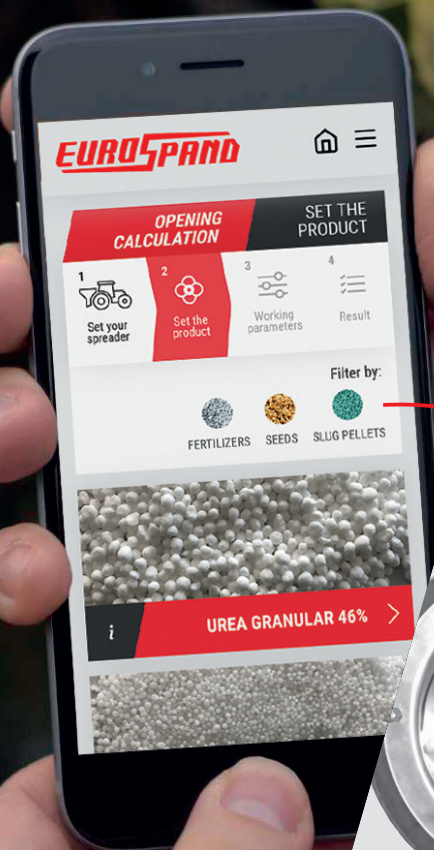 EUROSPAND
OPENING
CALCULATION
SET THE
PRODUCT
1
Set your
spreader
2
Set the
product
3
Working
parameters
4
Result
Filter by:
FERTILIZERS
SEEDS
SLUG PELLETS
i
UREA GRANULAR 46%